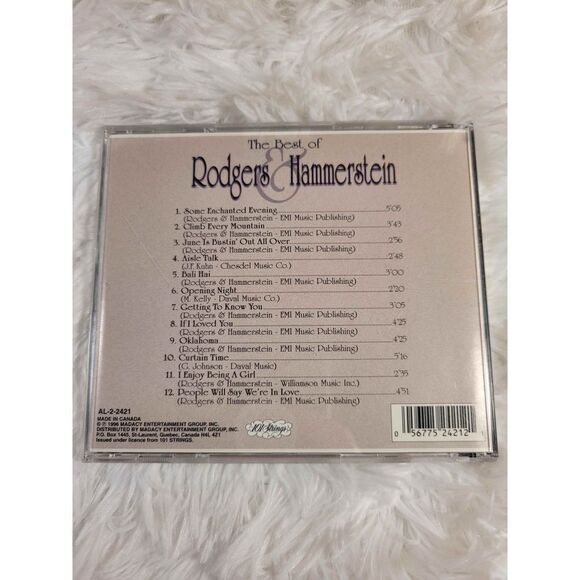 The Best of
Rodgers & Hammerstein
1. Some Enchanted Evening 5:05
(Rodgers & Hammerstein - EMI Music Publishing)
2. Climb Every Mountain 3:43
(Rodgers & Hammerstein - EMI Music Publishing)
3. June Is Bustin' Out All Over 2:56
(Rodgers & Hammerstein - EMI Music Publishing)
4. Aisle Talk 2:48
(J.F. Kuhn - Chesdel Music Co.)
5. Bali Hai 3:00
(Rodgers & Hammerstein - EMI Music Publishing)
6. Opening Night 2:20
(M. Kelly - Daval Music Co.)
7. Getting To Know You 3:05
(Rodgers & Hammerstein - EMI Music Publishing)
8. If I Loved You 4:25
(Rodgers & Hammerstein - EMI Music Publishing)
9. Oklahoma 4:25
(Rodgers & Hammerstein - EMI Music Publishing)
10. Curtain Time 5:16
(G. Johnson - Daval Music)
11. I Enjoy Being A Girl 2:35
(Rodgers & Hammerstein - Williamson Music Inc.)
12. People Will Say We're In Love 4:51
(Rodgers & Hammerstein - EMI Music Publishing)
AL-2-2421
MADE IN CANADA
© ℗ 1996 MADACY ENTERTAINMENT GROUP, INC.
DISTRIBUTED BY MADACY ENTERTAINMENT GROUP, INC.
P.O. Box 1445, St-Laurent, Quebec, Canada H4L 4Z1
Issued under licence from 101 STRINGS.
101 Strings
0 56775 24212 1